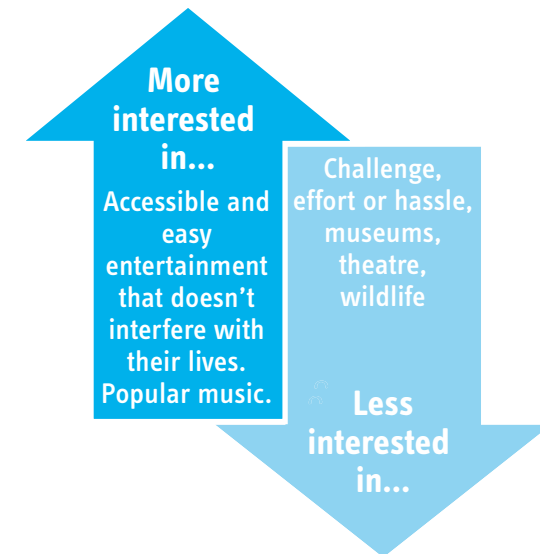 More
interested
in...
Accessible and
easy
entertainment
that doesn't
interfere with
their lives.
Popular music.
Challenge,
effort or hassle,
museums,
theatre,
wildlife
Less
interested
in...